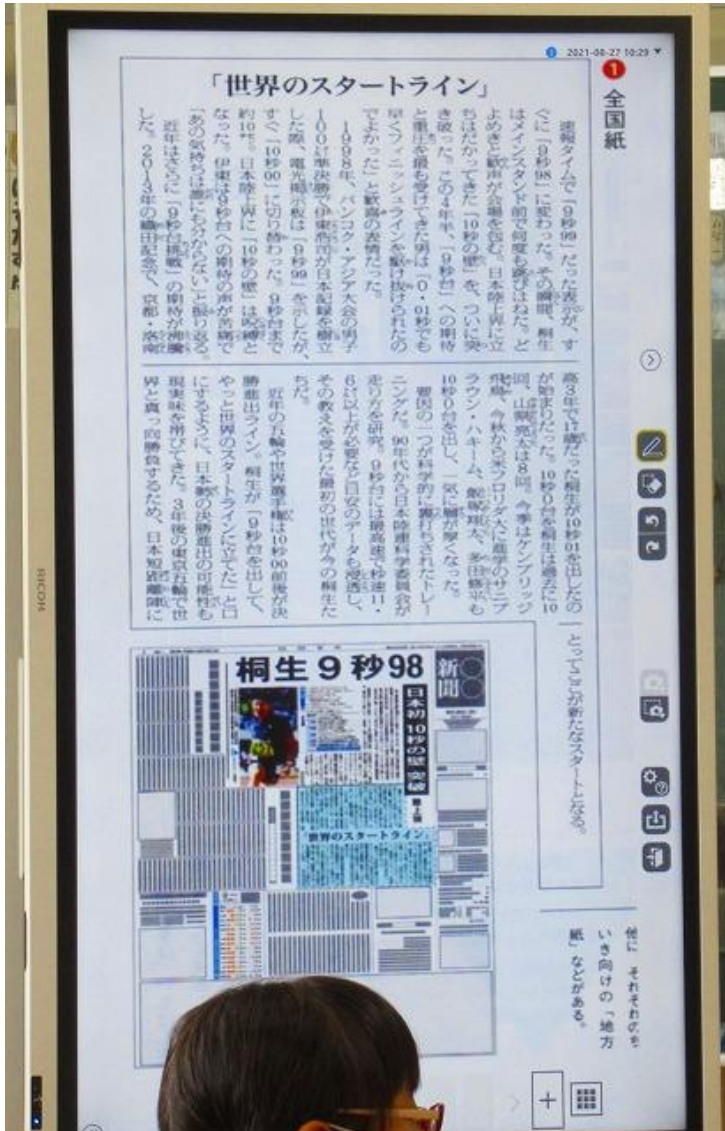 2021-08-27 10:29
1 全国紙
「世界のスタートライン」
速報タイムで「9秒99」だった表示が、す
ぐに「9秒98」に変わった。その瞬間、桐生
はメインスタンド前で何度も跳びはねた。ど
よめきと歓声が会場を包む。日本陸上界に立
ちはだかってきた「10秒の壁」を、ついに突
き破った。この4年半、「9秒台」への期待
と重圧を最も受けてきた男は「0・01秒でも
早くフィニッシュラインを駆け抜けられたの
でよかった」と歓喜の表情だった。
1998年、バンコク・アジア大会の男子
100㍍準決勝で伊東浩司が日本記録を樹立
した際、電光掲示板は「9秒99」を示したが、
すぐ「10秒00」に切り替わった。9秒台まで
約10㌢。日本陸上界に「10秒の壁」は呪縛と
なった。伊東は9秒台への期待の声が苦痛で
「あの気持ちは誰にも分からない」と振り返る。
近年はさらに「9秒台挑戦」の期待が沸騰
した。2013年の織田記念で、京都・洛南
高3年で17歳だった桐生が10秒01を出したの
が始まりだった。10秒0台を桐生は過去に10
回、山県亮太は8回。今季はケンブリッジ
飛鳥、今秋から米フロリダ大に進学のサニブ
ラウン・ハキーム、飯塚翔太、多田修平も
10秒0台を出し、一気に層が厚くなった。
要因の一つが科学的に裏打ちされたトレー
ニングだ。90年代から日本陸連科学委員会が
走りを研究。9秒台には最高速で秒速11・
6㍍以上が必要など目安のデータも浸透し、
その教えを受けた最初の世代が今の桐生た
ちだ。
近年の五輪や世界選手権は10秒00前後が決
勝進出ライン。桐生が「9秒台を出して、
やっと世界のスタートラインに立てた」と口
にするように、日本勢の決勝進出の可能性も
現実味を帯びてきた。3年後の東京五輪で世
界と真っ向勝負するため、日本短距離陣に
とってここが新たなスタートとなる。
〇〇新聞
桐生9秒98
日本初 10秒の壁 突破
陸上
「世界のスタートライン」
他に それぞれのち
いき向けの「地方
紙」などがある。
RICOH